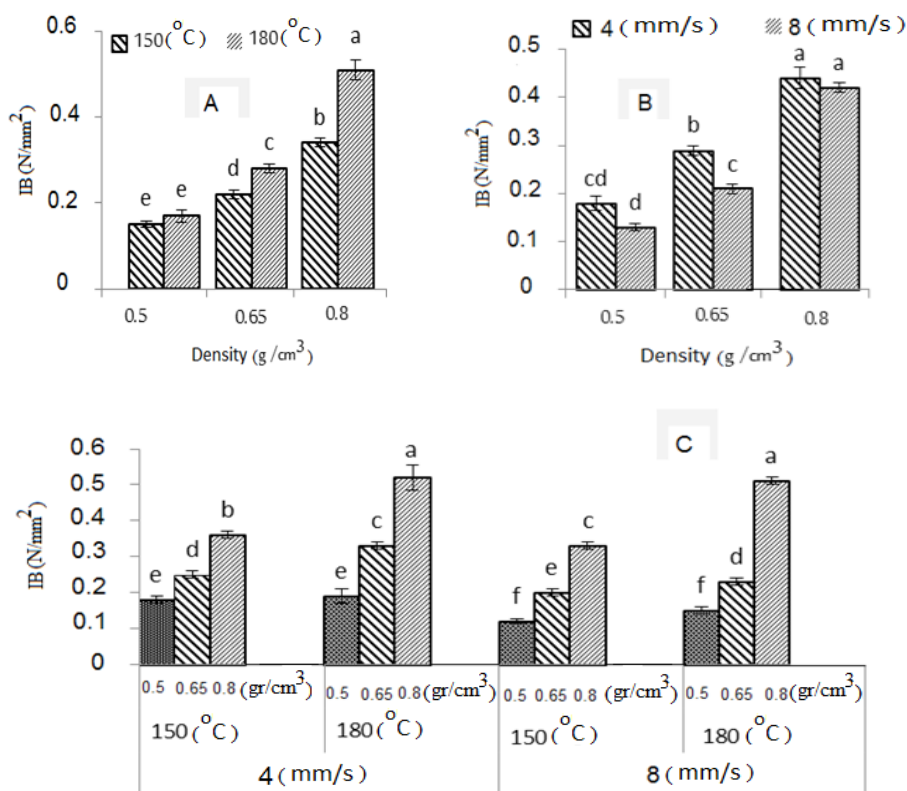 0.6
0.4
0.2
0
IB (N/mm²)
150(°C) 180(°C)
A
e e d c b a
0.5 0.65 0.8
Density (g /cm³)
4 (mm/s) 8 (mm/s)
0.5
0.4
0.3
0.2
0.1
0
IB (N/mm²)
B
cd d b c a a
0.5 0.65 0.8
Density (g /cm³)
C
0.6
0.5
0.4
0.3
0.2
0.1
0
IB (N/mm²)
e d b e c a f e c f d a
0.5 0.65 0.8 (gr/cm³) 0.5 0.65 0.8 (gr/cm³) 0.5 0.65 0.8 (gr/cm³) 0.5 0.65 0.8 (gr/cm³)
150(°C) 180(°C) 150(°C) 180(°C)
4 (mm/s) 8 (mm/s)